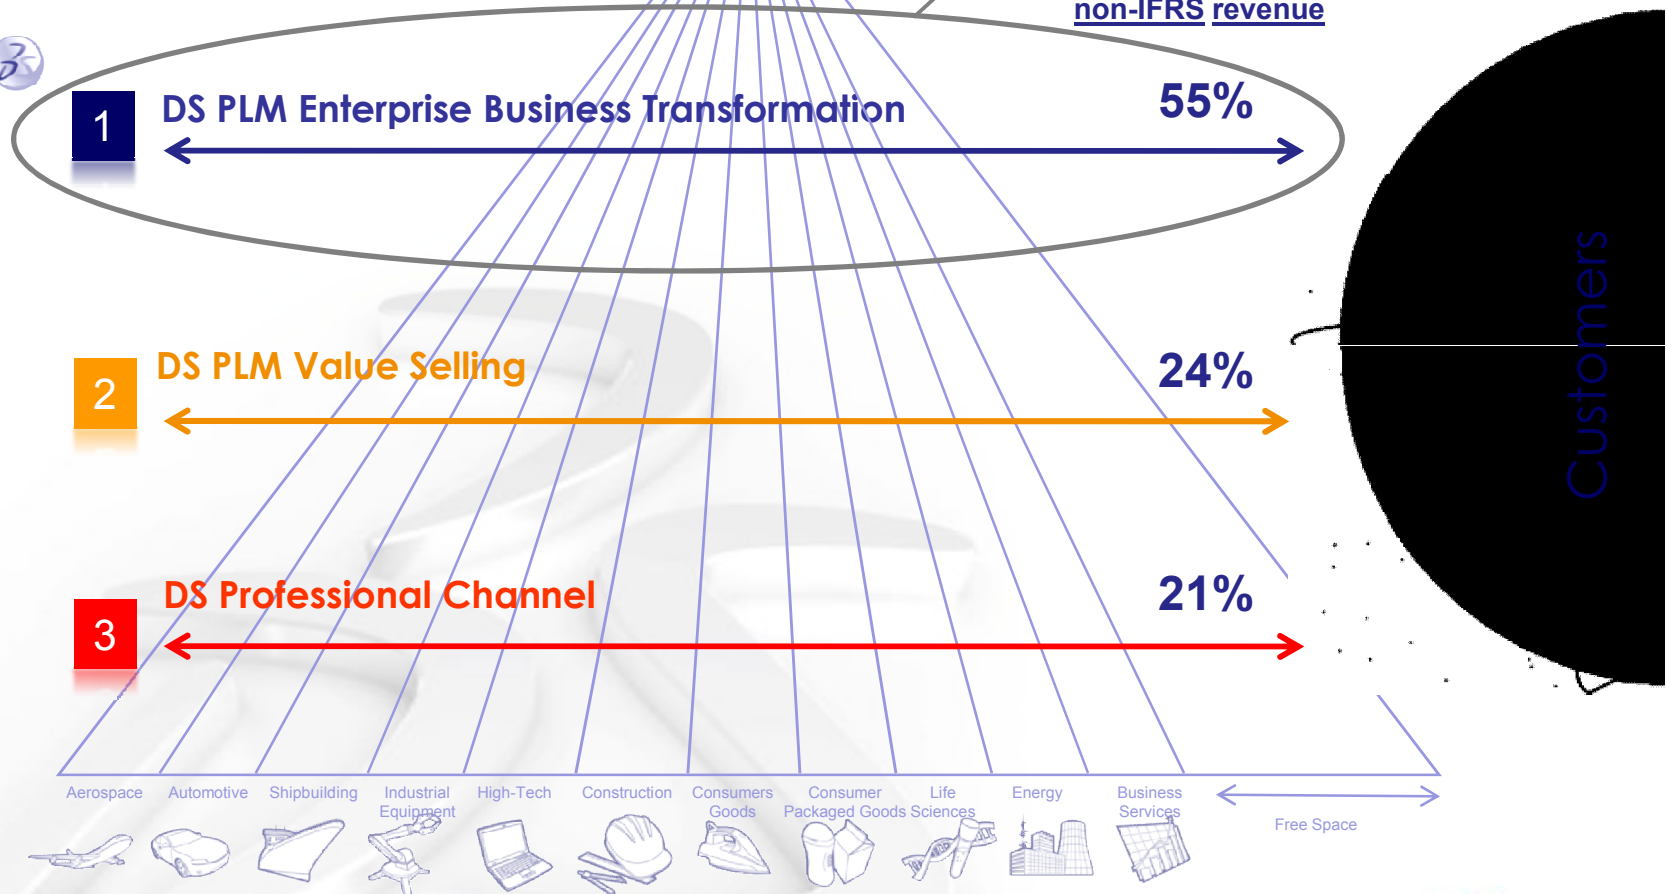 non-IFRS revenue
1
DS PLM Enterprise Business Transformation
55%
2
DS PLM Value Selling
24%
Customers
3
DS Professional Channel
21%
Aerospace
Automotive
Shipbuilding
Industrial
Equipment
High-Tech
Construction
Consumers
Goods
Consumer
Packaged Goods
Life
Sciences
Energy
Business
Services
Free Space